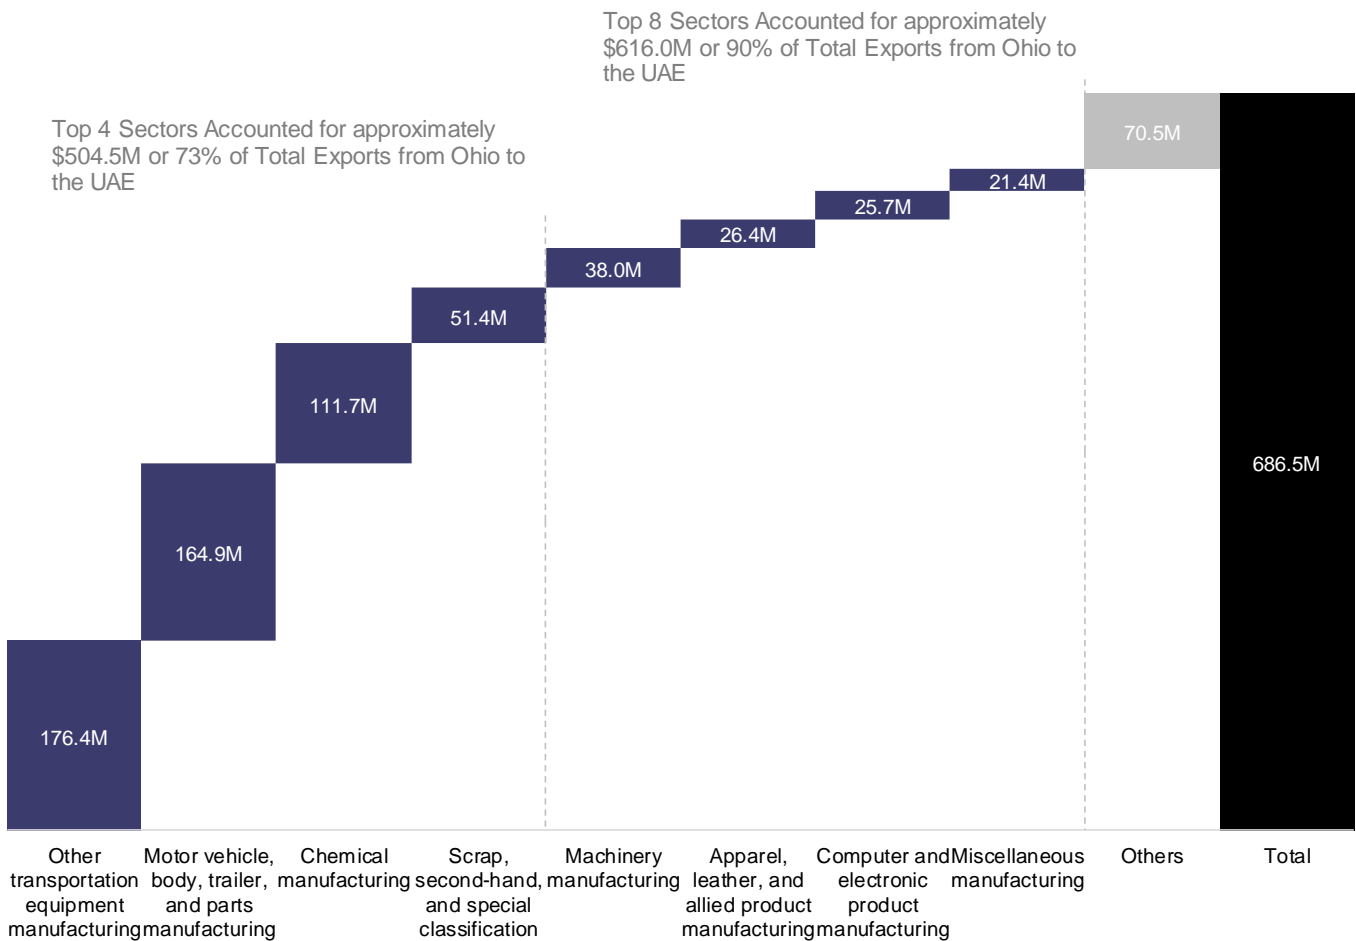 Top 8 Sectors Accounted for approximately
$616.0M or 90% of Total Exports from Ohio to
the UAE
Top 4 Sectors Accounted for approximately
$504.5M or 73% of Total Exports from Ohio to
the UAE
70.5M
21.4M
25.7M
26.4M
38.0M
51.4M
111.7M
686.5M
164.9M
176.4M
Other
transportation
equipment
manufacturing
Motor vehicle,
body, trailer,
and parts
manufacturing
Chemical
manufacturing
Scrap,
second-hand,
and special
classification
Machinery
manufacturing
Apparel,
leather, and
allied product
manufacturing
Computer and
electronic
product
manufacturing
Miscellaneous
manufacturing
Others
Total